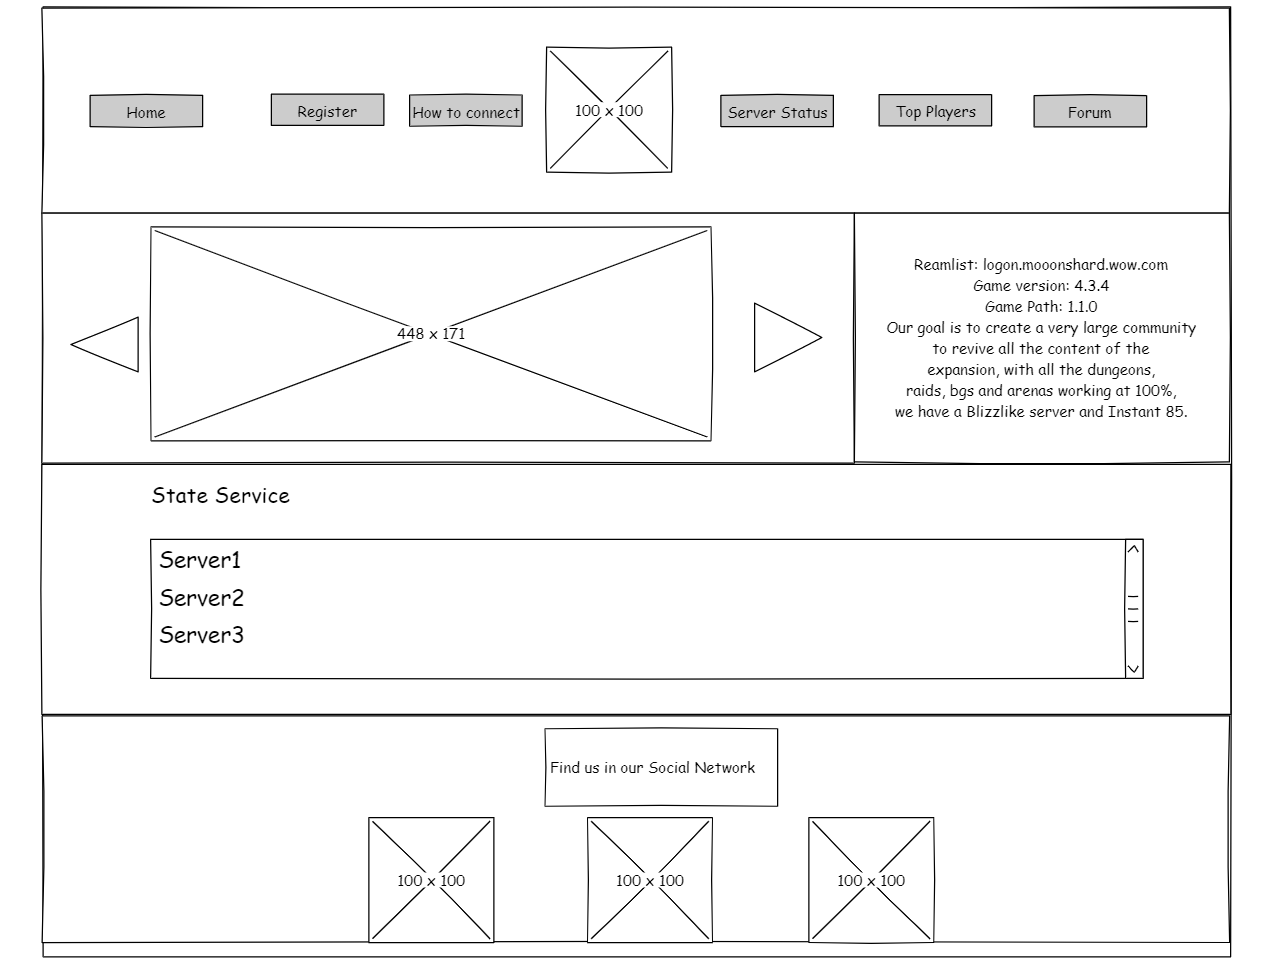 Home
Register
How to connect
100 x 100
Server Status
Top Players
Forum
448 x 171
Reamlist: logon.mooonshard.wow.com
Game version: 4.3.4
Game Path: 1.1.0
Our goal is to create a very large community
to revive all the content of the
expansion, with all the dungeons,
raids, bgs and arenas working at 100%,
we have a Blizzlike server and Instant 85.
State Service
Server1
Server2
Server3
Find us in our Social Network
100 x 100
100 x 100
100 x 100